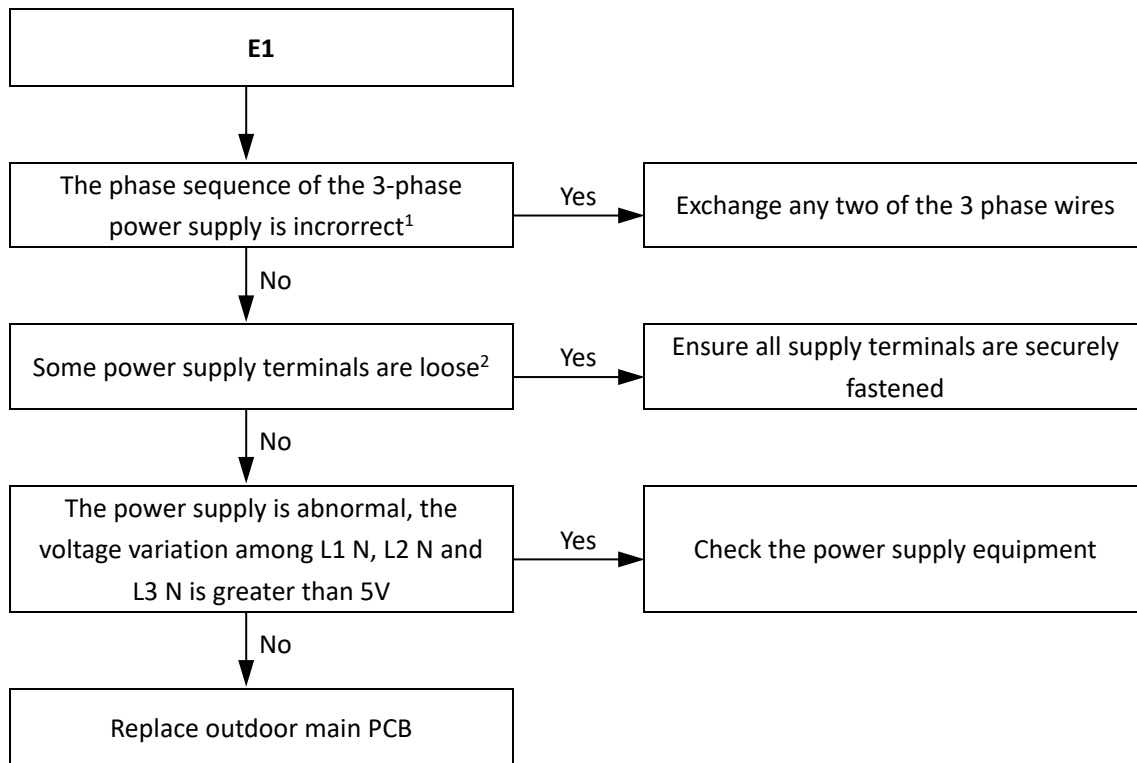 E1
The phase sequence of the 3-phase
power supply is incrorrect¹
Yes
Exchange any two of the 3 phase wires
No
Some power supply terminals are loose²
Yes
Ensure all supply terminals are securely
fastened
No
The power supply is abnormal, the
voltage variation among L1 N, L2 N and
L3 N is greater than 5V
Yes
Check the power supply equipment
No
Replace outdoor main PCB